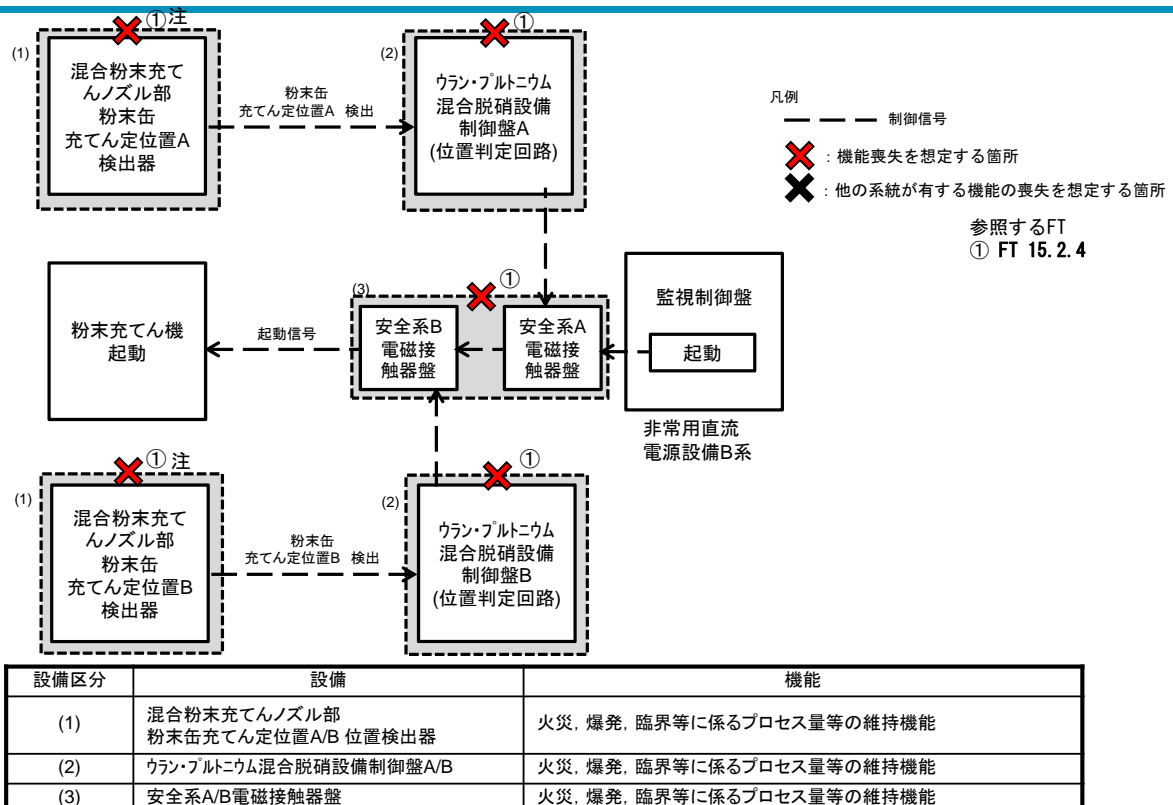 ①注
(1)
混合粉末充て
んノズル部
粉末缶
充てん定位置A
検出器
粉末缶
充てん定位置A 検出
①
(2)
ウラン・プルトニウム
混合脱硝設備
制御盤A
(位置判定回路)
凡例
制御信号
:機能喪失を想定する箇所
:他の系統が有する機能の喪失を想定する箇所
参照するFT
① FT 15.2.4
粉末充てん機
起動
起動信号
(3)
①
安全系B
電磁接
触器盤
安全系A
電磁接
触器盤
監視制御盤
起動
非常用直流
電源設備B系
①注
(1)
混合粉末充て
んノズル部
粉末缶
充てん定位置B
検出器
粉末缶
充てん定位置B 検出
①
(2)
ウラン・プルトニウム
混合脱硝設備
制御盤B
(位置判定回路)
設備区分 設備 機能
(1) 混合粉末充てんノズル部
粉末缶充てん定位置A/B 位置検出器 火災,爆発,臨界等に係るプロセス量等の維持機能
(2) ウラン・プルトニウム混合脱硝設備制御盤A/B 火災,爆発,臨界等に係るプロセス量等の維持機能
(3) 安全系A/B電磁接触器盤 火災,爆発,臨界等に係るプロセス量等の維持機能